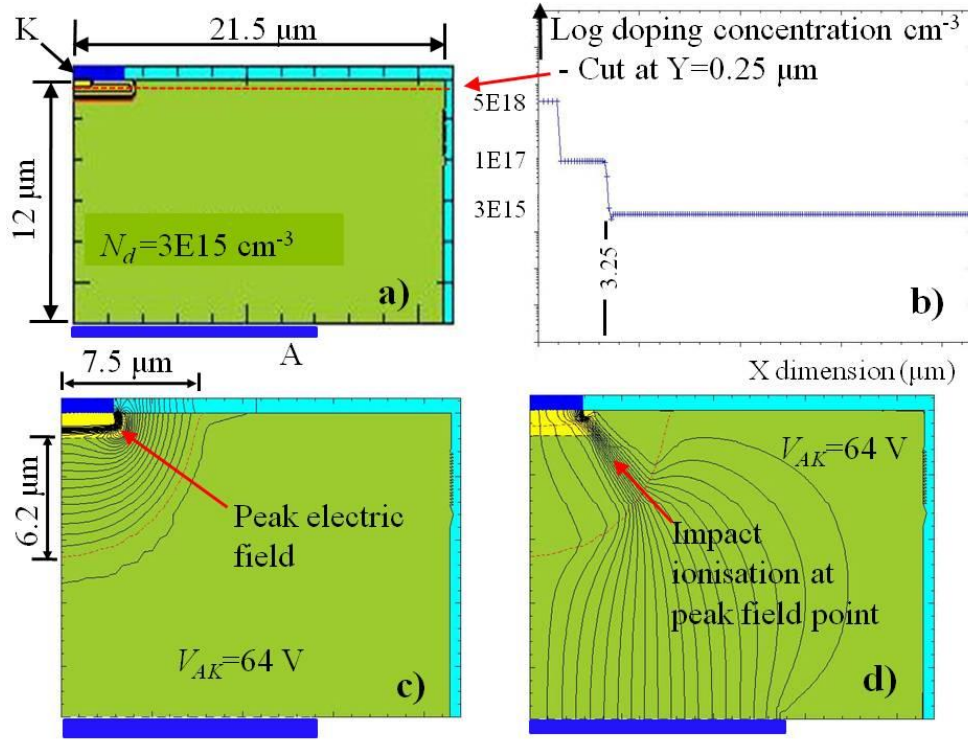 K
21.5 µm
12 µm
N_d=3E15 cm⁻³
a)
A
Log doping concentration cm⁻³
- Cut at Y=0.25 µm
5E18
1E17
3E15
3.25
b)
X dimension (µm)
7.5 µm
6.2 µm
Peak electric
field
V_AK=64 V
c)
V_AK=64 V
Impact
ionisation at
peak field point
d)